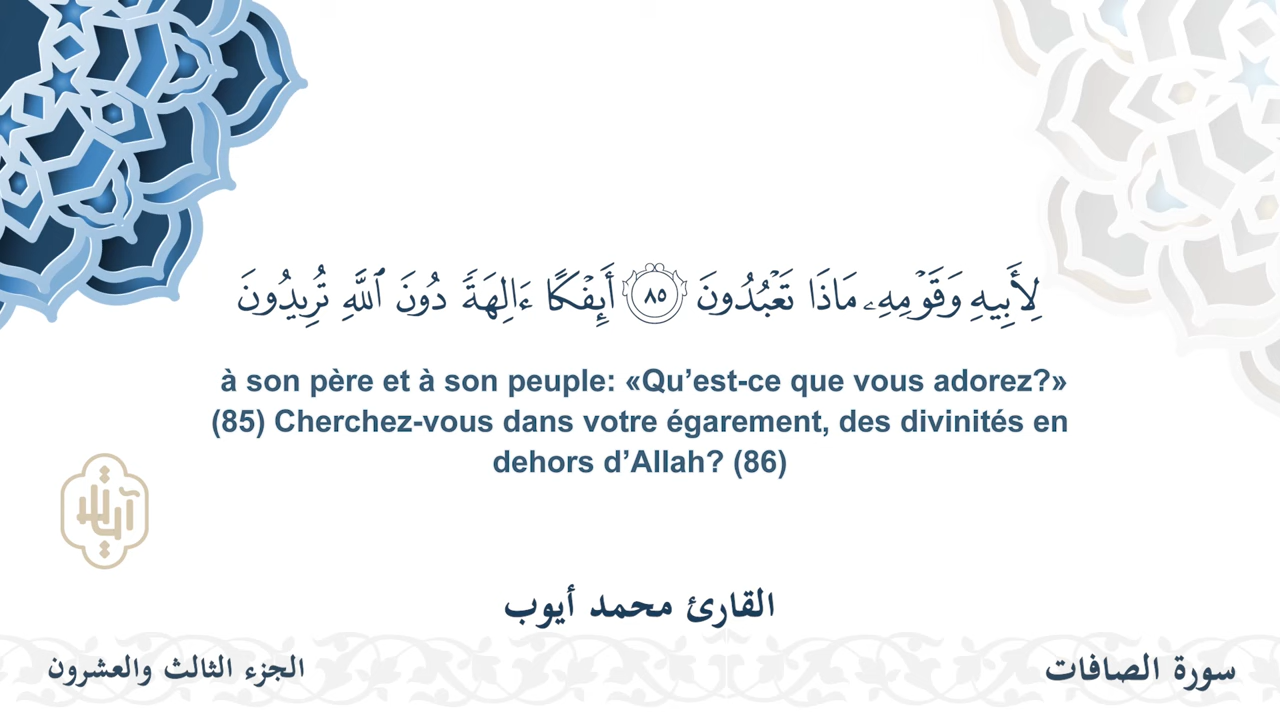 لِأَبِيهِ وَقَوۡمِهِۦ مَاذَا تَعۡبُدُونَ ٨٥ أَئِفۡكًا ءَالِهَةٗ دُونَ ٱللَّهِ تُرِيدُونَ
à son père et à son peuple: «Qu’est-ce que vous adorez?»
(85) Cherchez-vous dans votre égarement, des divinités en
dehors d’Allah? (86)
آيات
القارئ محمد أيوب
سورة الصافات
الجزء الثالث والعشرون